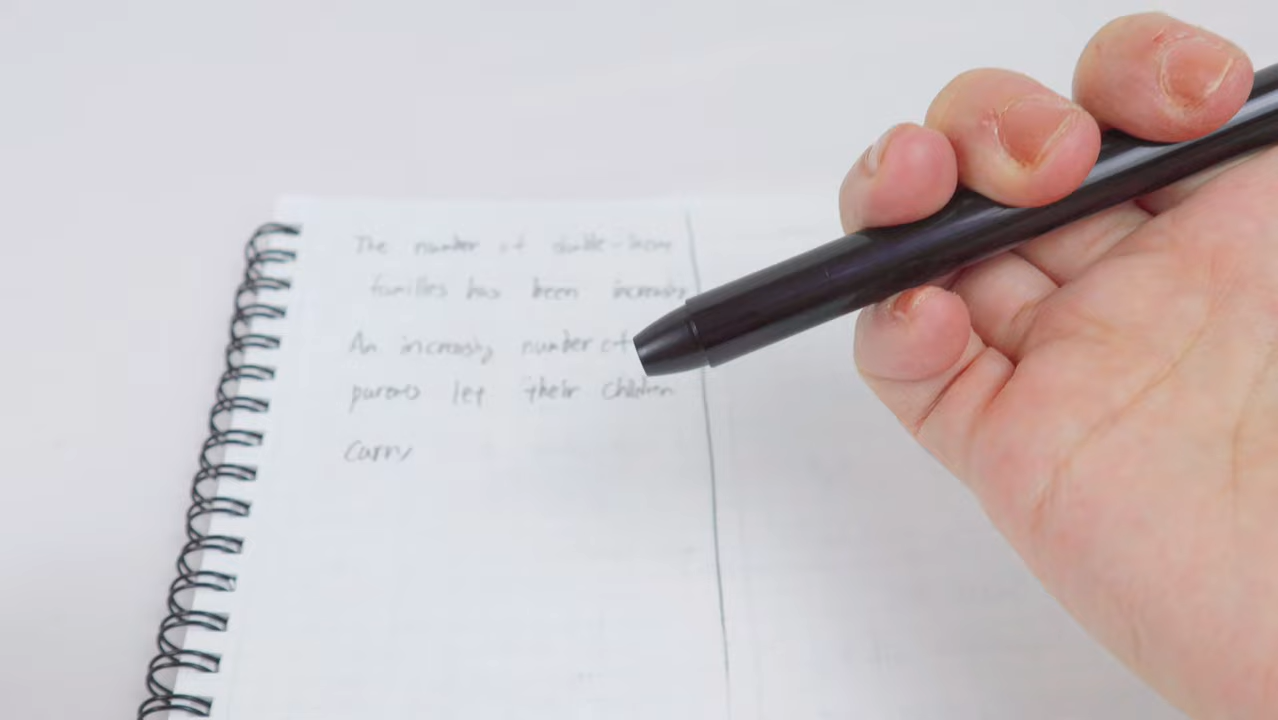 The number of double-income
families has been increasing
An increasing number of
parents let their children
carry